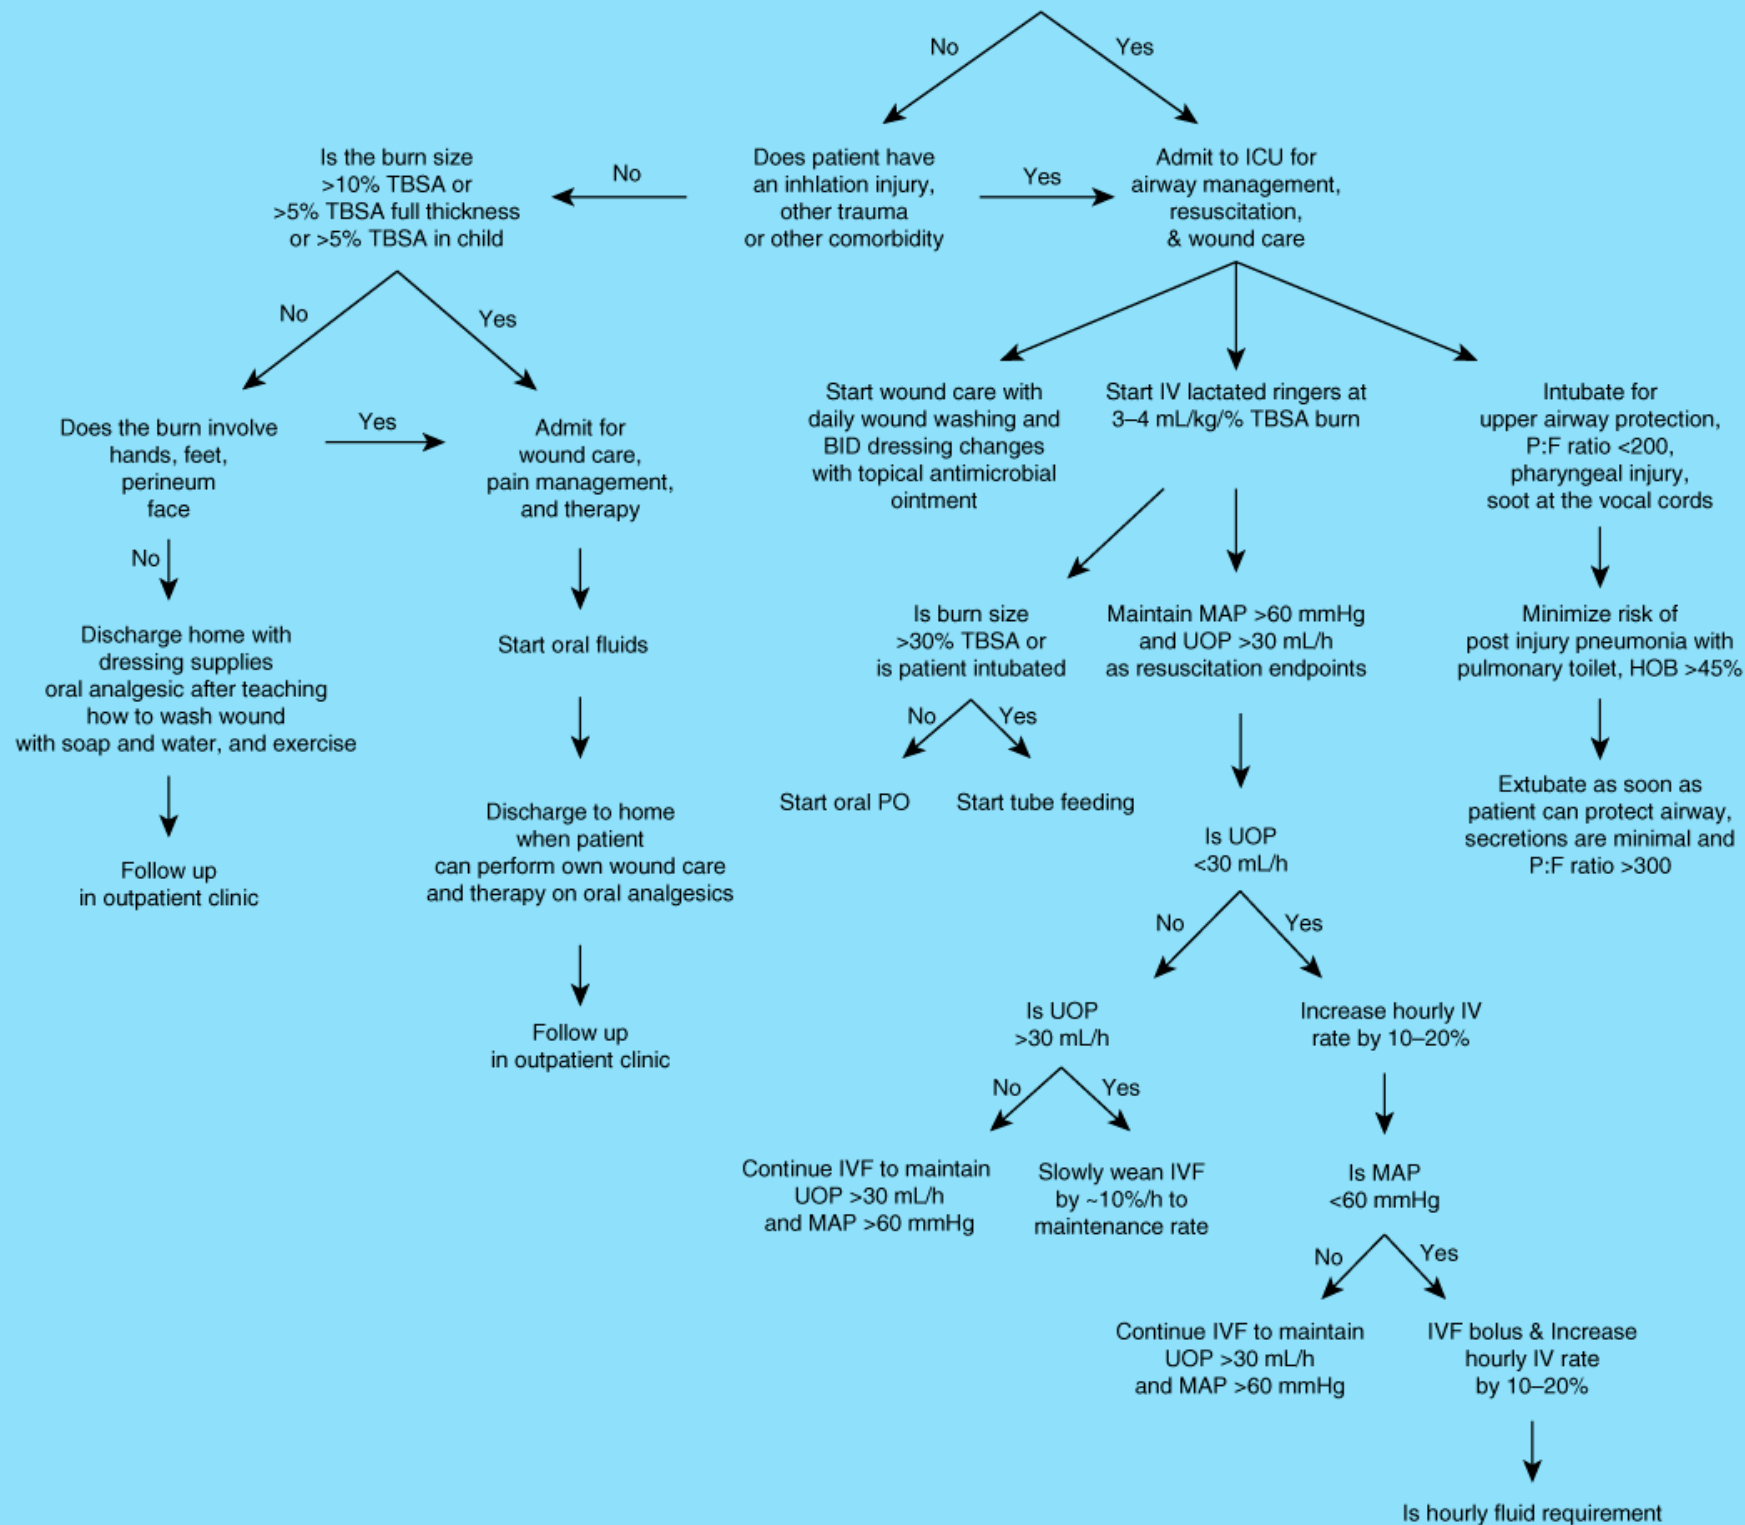 No
Yes
Is the burn size
>10% TBSA or
>5% TBSA full thickness
or >5% TBSA in child
No
Does patient have
an inhlation injury,
other trauma
or other comorbidity
Yes
Admit to ICU for
airway management,
resuscitation,
& wound care
No
Yes
Does the burn involve
hands, feet,
perineum
face
Yes
Admit for
wound care,
pain management,
and therapy
Start wound care with
daily wound washing and
BID dressing changes
with topical antimicrobial
ointment
Start IV lactated ringers at
3–4 mL/kg/% TBSA burn
Intubate for
upper airway protection,
P:F ratio <200,
pharyngeal injury,
soot at the vocal cords
No
Discharge home with
dressing supplies
oral analgesic after teaching
how to wash wound
with soap and water, and exercise
Start oral fluids
Is burn size
>30% TBSA or
is patient intubated
Maintain MAP >60 mmHg
and UOP >30 mL/h
as resuscitation endpoints
Minimize risk of
post injury pneumonia with
pulmonary toilet, HOB >45%
No
Yes
Start oral PO
Start tube feeding
Extubate as soon as
patient can protect airway,
secretions are minimal and
P:F ratio >300
Follow up
in outpatient clinic
Discharge to home
when patient
can perform own wound care
and therapy on oral analgesics
Is UOP
<30 mL/h
No
Yes
Follow up
in outpatient clinic
Is UOP
>30 mL/h
Increase hourly IV
rate by 10–20%
No
Yes
Continue IVF to maintain
UOP >30 mL/h
and MAP >60 mmHg
Slowly wean IVF
by ~10%/h to
maintenance rate
Is MAP
<60 mmHg
No
Yes
Continue IVF to maintain
UOP >30 mL/h
and MAP >60 mmHg
IVF bolus & Increase
hourly IV rate
by 10–20%
Is hourly fluid requirement